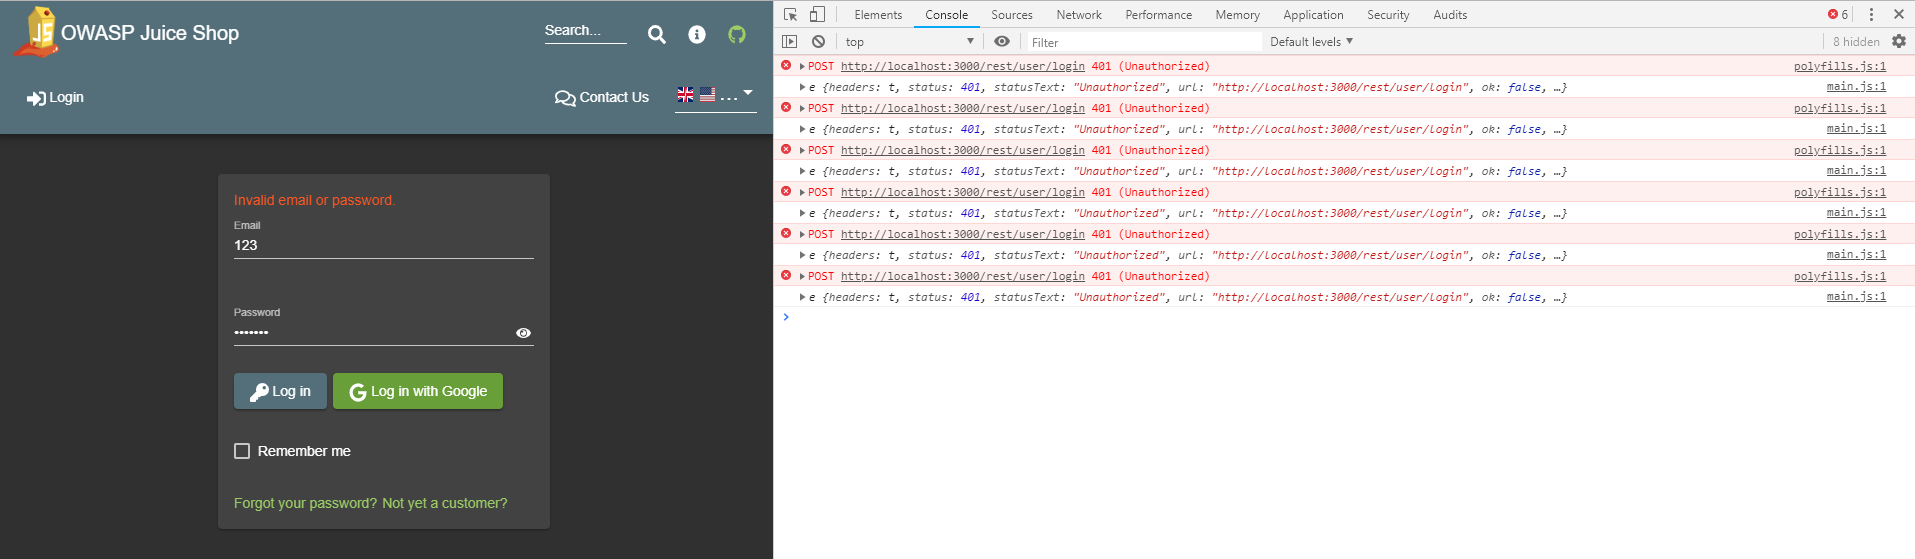 OWASP Juice Shop
Search...
Login
Contact Us
...
Invalid email or password.
Email
123
Password
•••••••
Log in
G Log in with Google
Remember me
Forgot your password? Not yet a customer?
Elements Console Sources Network Performance Memory Application Security Audits 6
top Filter Default levels 8 hidden
POST http://localhost:3000/rest/user/login 401 (Unauthorized) polyfills.js:1
e {headers: t, status: 401, statusText: "Unauthorized", url: "http://localhost:3000/rest/user/login", ok: false, …} main.js:1
POST http://localhost:3000/rest/user/login 401 (Unauthorized) polyfills.js:1
e {headers: t, status: 401, statusText: "Unauthorized", url: "http://localhost:3000/rest/user/login", ok: false, …} main.js:1
POST http://localhost:3000/rest/user/login 401 (Unauthorized) polyfills.js:1
e {headers: t, status: 401, statusText: "Unauthorized", url: "http://localhost:3000/rest/user/login", ok: false, …} main.js:1
POST http://localhost:3000/rest/user/login 401 (Unauthorized) polyfills.js:1
e {headers: t, status: 401, statusText: "Unauthorized", url: "http://localhost:3000/rest/user/login", ok: false, …} main.js:1
POST http://localhost:3000/rest/user/login 401 (Unauthorized) polyfills.js:1
e {headers: t, status: 401, statusText: "Unauthorized", url: "http://localhost:3000/rest/user/login", ok: false, …} main.js:1
POST http://localhost:3000/rest/user/login 401 (Unauthorized) polyfills.js:1
e {headers: t, status: 401, statusText: "Unauthorized", url: "http://localhost:3000/rest/user/login", ok: false, …} main.js:1